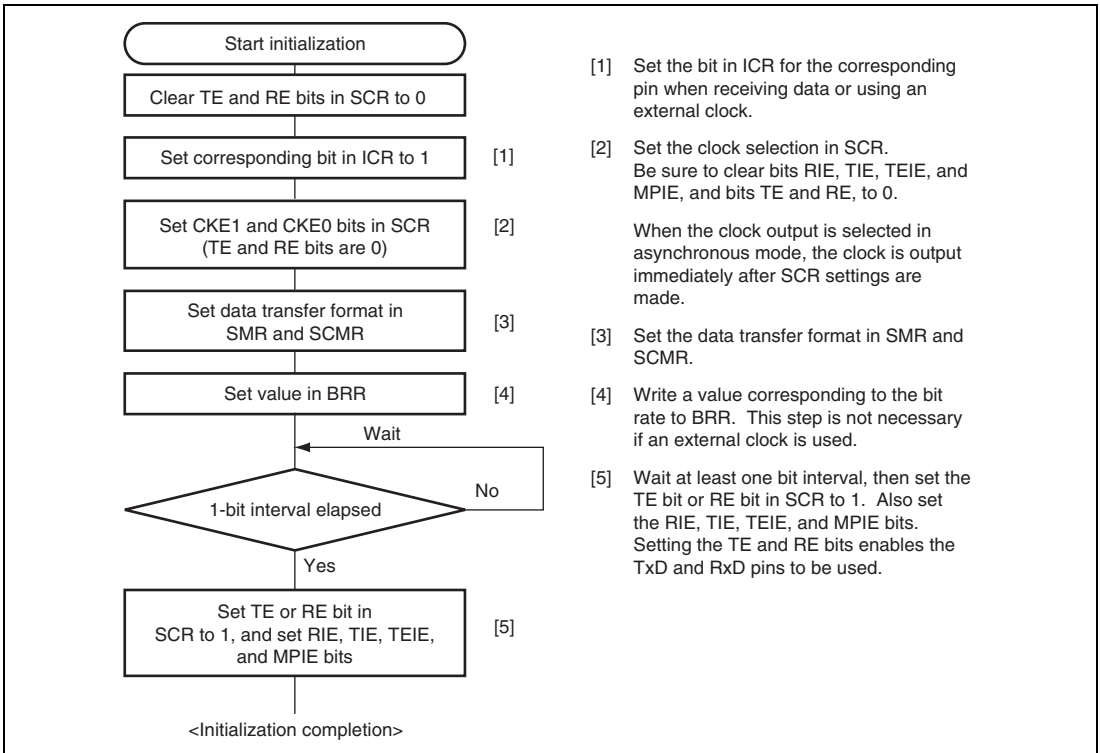 Start initialization
Clear TE and RE bits in SCR to 0
Set corresponding bit in ICR to 1
[1]
Set CKE1 and CKE0 bits in SCR
(TE and RE bits are 0)
[2]
Set data transfer format in
SMR and SCMR
[3]
Set value in BRR
[4]
Wait
1-bit interval elapsed
No
Yes
Set TE or RE bit in
SCR to 1, and set RIE, TIE, TEIE,
and MPIE bits
[5]
<Initialization completion>
[1] Set the bit in ICR for the corresponding
pin when receiving data or using an
external clock.
[2] Set the clock selection in SCR.
Be sure to clear bits RIE, TIE, TEIE, and
MPIE, and bits TE and RE, to 0.
When the clock output is selected in
asynchronous mode, the clock is output
immediately after SCR settings are
made.
[3] Set the data transfer format in SMR and
SCMR.
[4] Write a value corresponding to the bit
rate to BRR. This step is not necessary
if an external clock is used.
[5] Wait at least one bit interval, then set the
TE bit or RE bit in SCR to 1. Also set
the RIE, TIE, TEIE, and MPIE bits.
Setting the TE and RE bits enables the
TxD and RxD pins to be used.